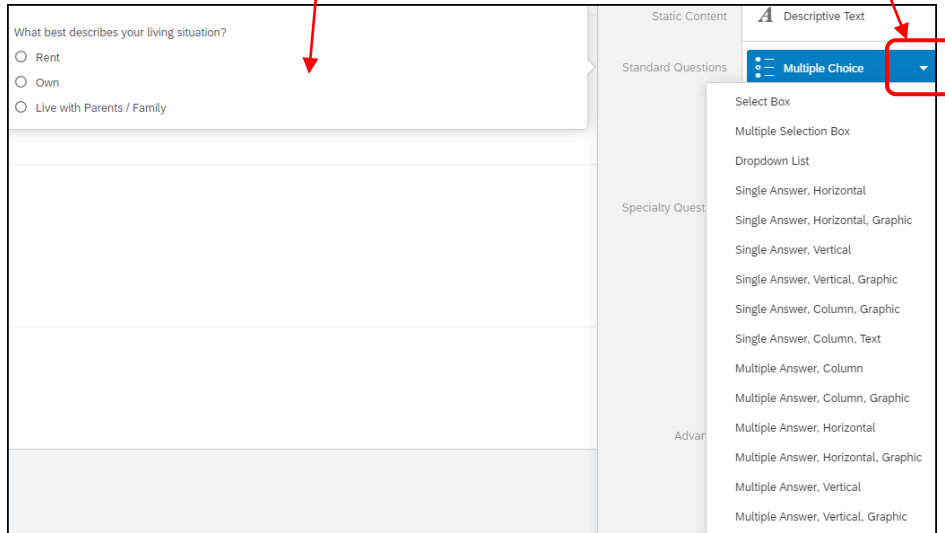 What best describes your living situation?
Rent
Own
Live with Parents / Family
Static Content
A Descriptive Text
Standard Questions
Multiple Choice
Select Box
Multiple Selection Box
Dropdown List
Single Answer, Horizontal
Specialty Quest
Single Answer, Horizontal, Graphic
Single Answer, Vertical
Single Answer, Vertical, Graphic
Single Answer, Column, Graphic
Single Answer, Column, Text
Multiple Answer, Column
Multiple Answer, Column, Graphic
Advar
Multiple Answer, Horizontal
Multiple Answer, Horizontal, Graphic
Multiple Answer, Vertical
Multiple Answer, Vertical, Graphic